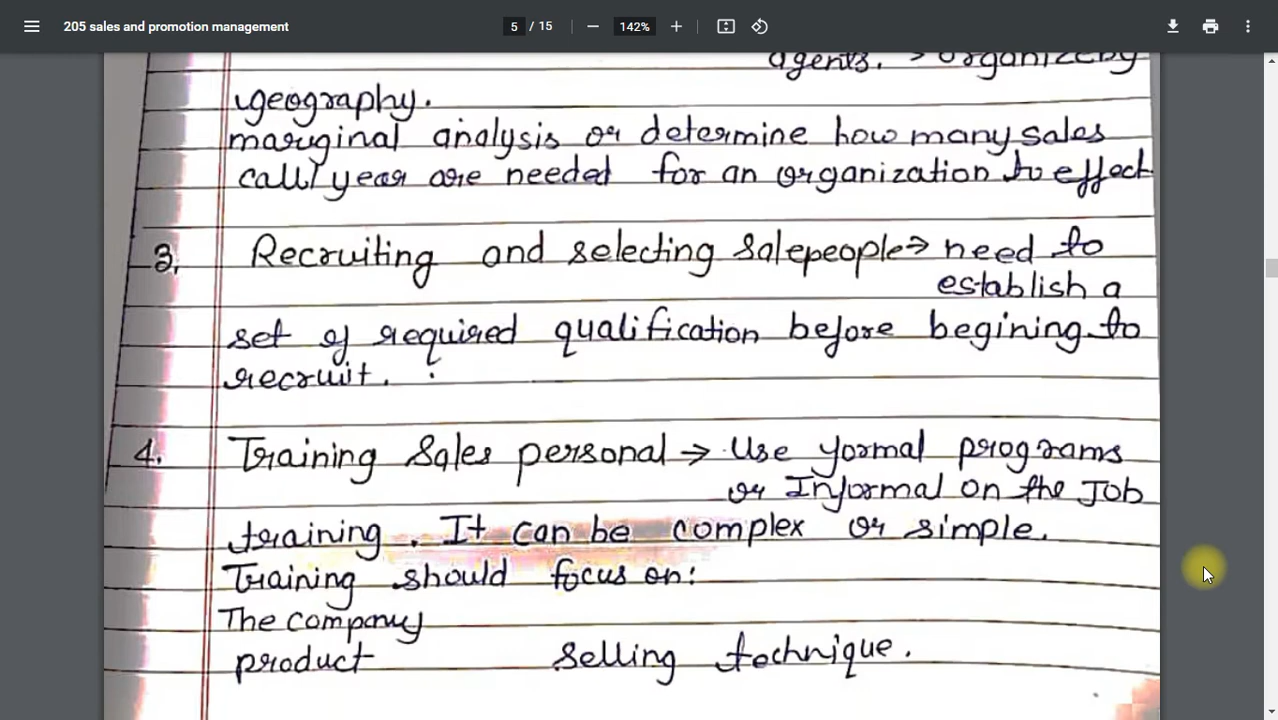 205 sales and promotion management
5 / 15
142%
agents. → organize by
geography.
marginal analysis or determine how many sales
call/year are needed for an organization to effect
3. Recruiting and selecting Salepeople → need to
establish a
set of required qualification before begining to
recruit.
4. Training Sales personal → Use formal programs
or Informal on the Job
training. It can be complex or simple.
Training should focus on:
The company
product selling technique.